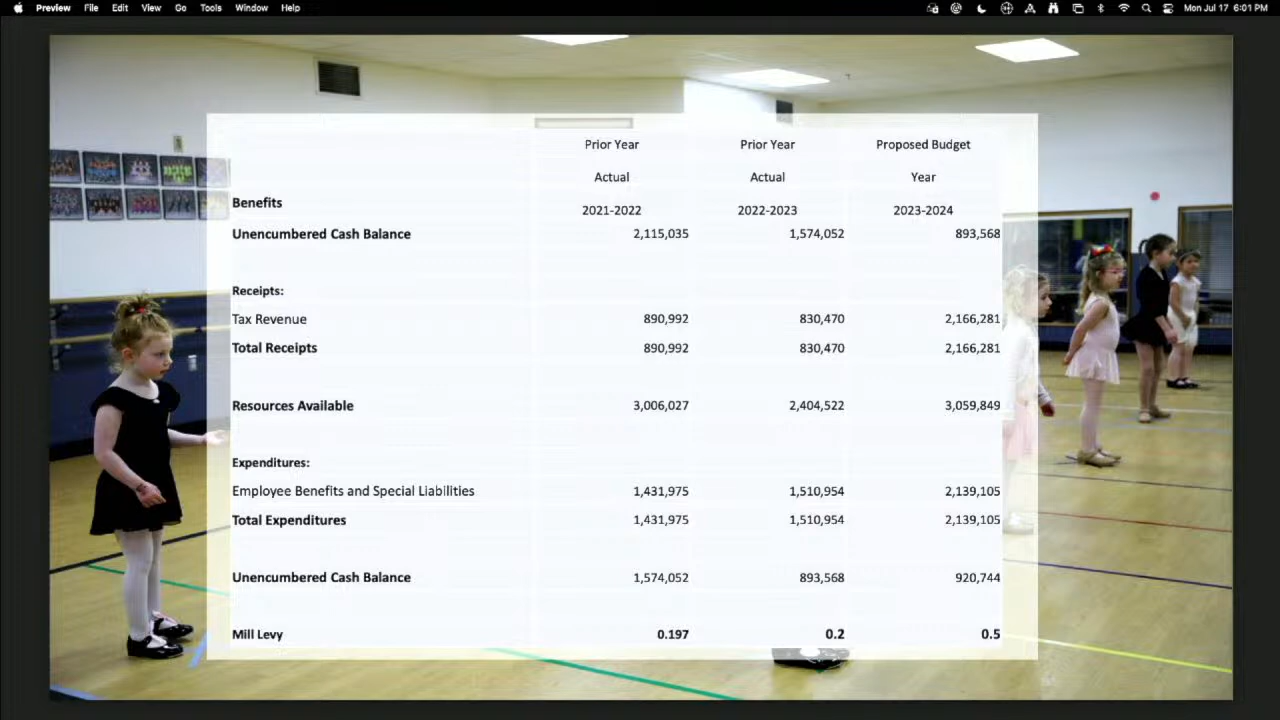 Preview File Edit View Go Tools Window Help Mon Jul 17 6:01 PM
Prior Year Prior Year Proposed Budget
Actual Actual Year
Benefits 2021-2022 2022-2023 2023-2024
Unencumbered Cash Balance 2,115,035 1,574,052 893,568
Receipts:
Tax Revenue 890,992 830,470 2,166,281
Total Receipts 890,992 830,470 2,166,281
Resources Available 3,006,027 2,404,522 3,059,849
Expenditures:
Employee Benefits and Special Liabilities 1,431,975 1,510,954 2,139,105
Total Expenditures 1,431,975 1,510,954 2,139,105
Unencumbered Cash Balance 1,574,052 893,568 920,744
Mill Levy 0.197 0.2 0.5